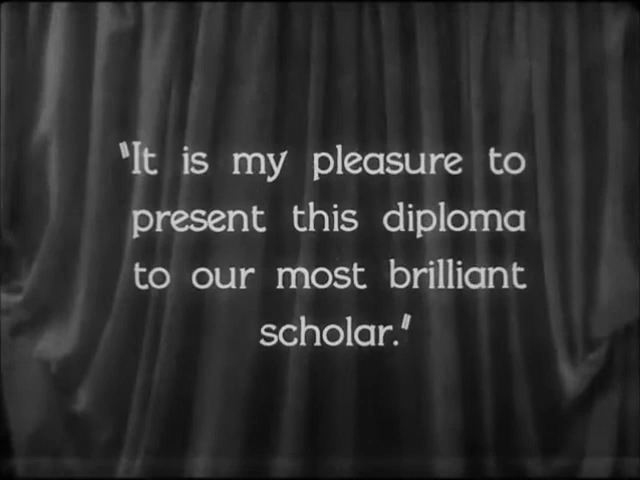 "It is my pleasure to
present this diploma
to our most brilliant
scholar."